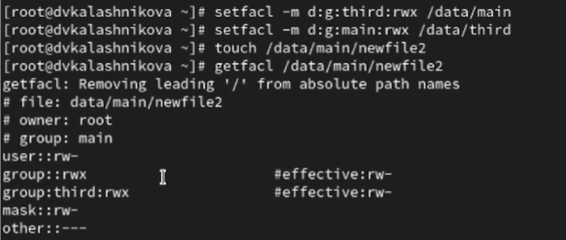 [root@dvkalashnikova ~]# setfacl -m d:g:third:rwx /data/main
[root@dvkalashnikova ~]# setfacl -m d:g:main:rwx /data/third
[root@dvkalashnikova ~]# touch /data/main/newfile2
[root@dvkalashnikova ~]# getfacl /data/main/newfile2
getfacl: Removing leading '/' from absolute path names
# file: data/main/newfile2
# owner: root
# group: main
user::rw-
group::rwx                      #effective:rw-
group:third:rwx                 #effective:rw-
mask::rw-
other::---